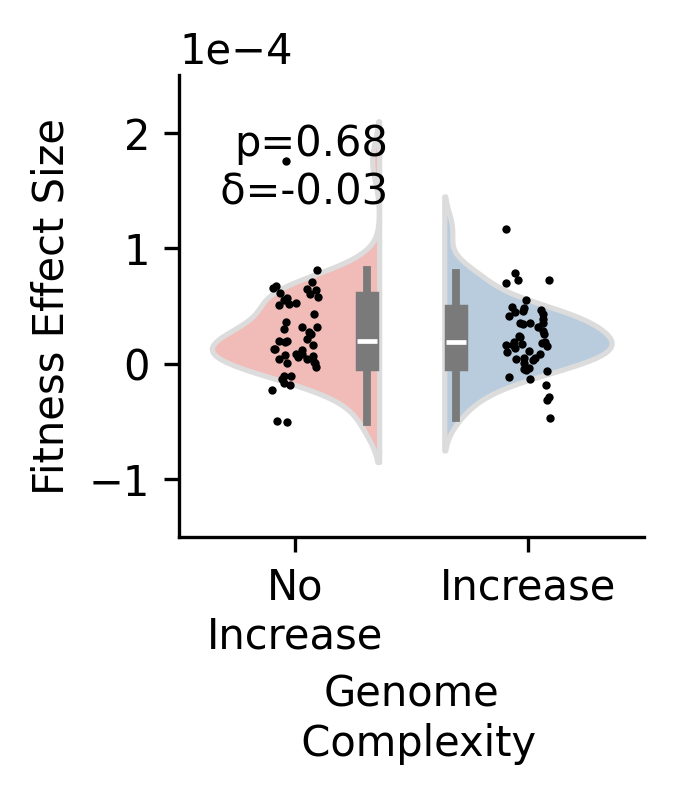 1e−4
Fitness Effect Size
2
1
0
−1
p=0.68
δ=-0.03
No
Increase
Increase
Genome
Complexity